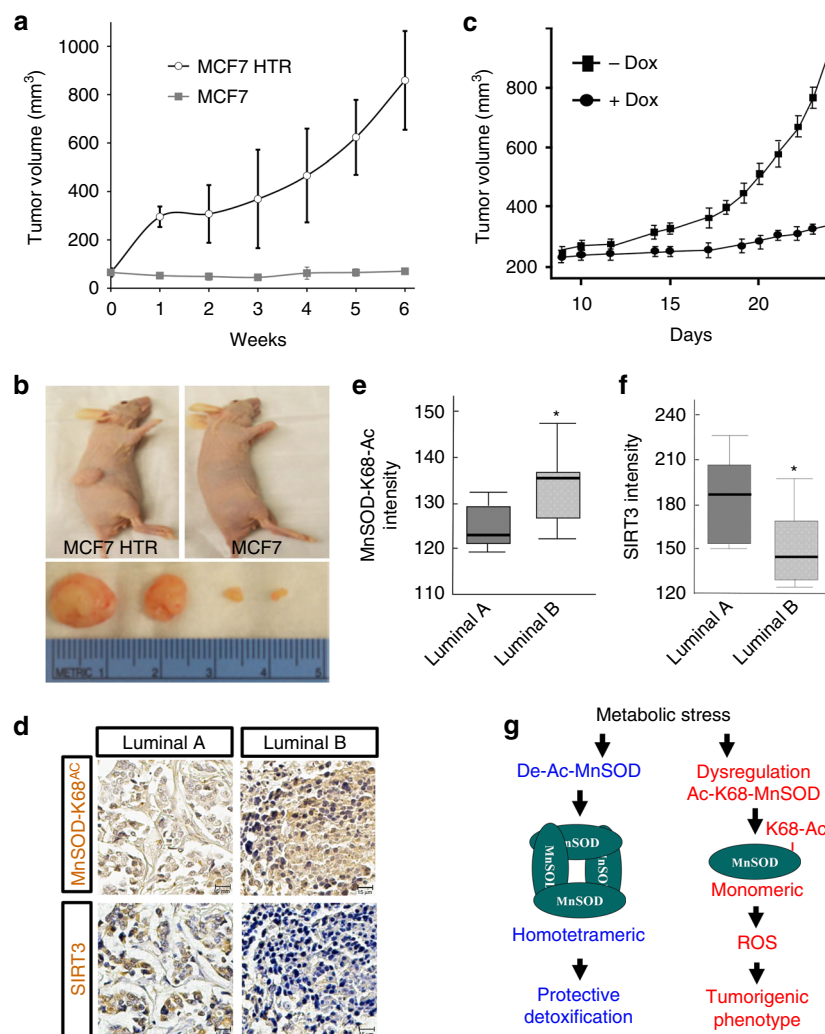 a
1000
800
600
400
200
0
Tumor volume (mm³)
MCF7 HTR
MCF7
0 1 2 3 4 5 6
Weeks
c
800
600
400
200
Tumor volume (mm³)
– Dox
+ Dox
10 15 20
Days
b
MCF7 HTR
MCF7
METRIC 1 2 3 4 5
e
150
140
130
120
110
MnSOD-K68-Ac
intensity
*
Luminal A
Luminal B
f
210
180
150
120
SIRT3 intensity
*
Luminal A
Luminal B
d
Luminal A
Luminal B
MnSOD-K68ᴬᶜ
SIRT3
15 µm
g
Metabolic stress
De-Ac-MnSOD
MnSOD
MnSOD
MnSOD
Homotetrameric
Protective
detoxification
Dysregulation
Ac-K68-MnSOD
K68-Ac
MnSOD
Monomeric
ROS
Tumorigenic
phenotype